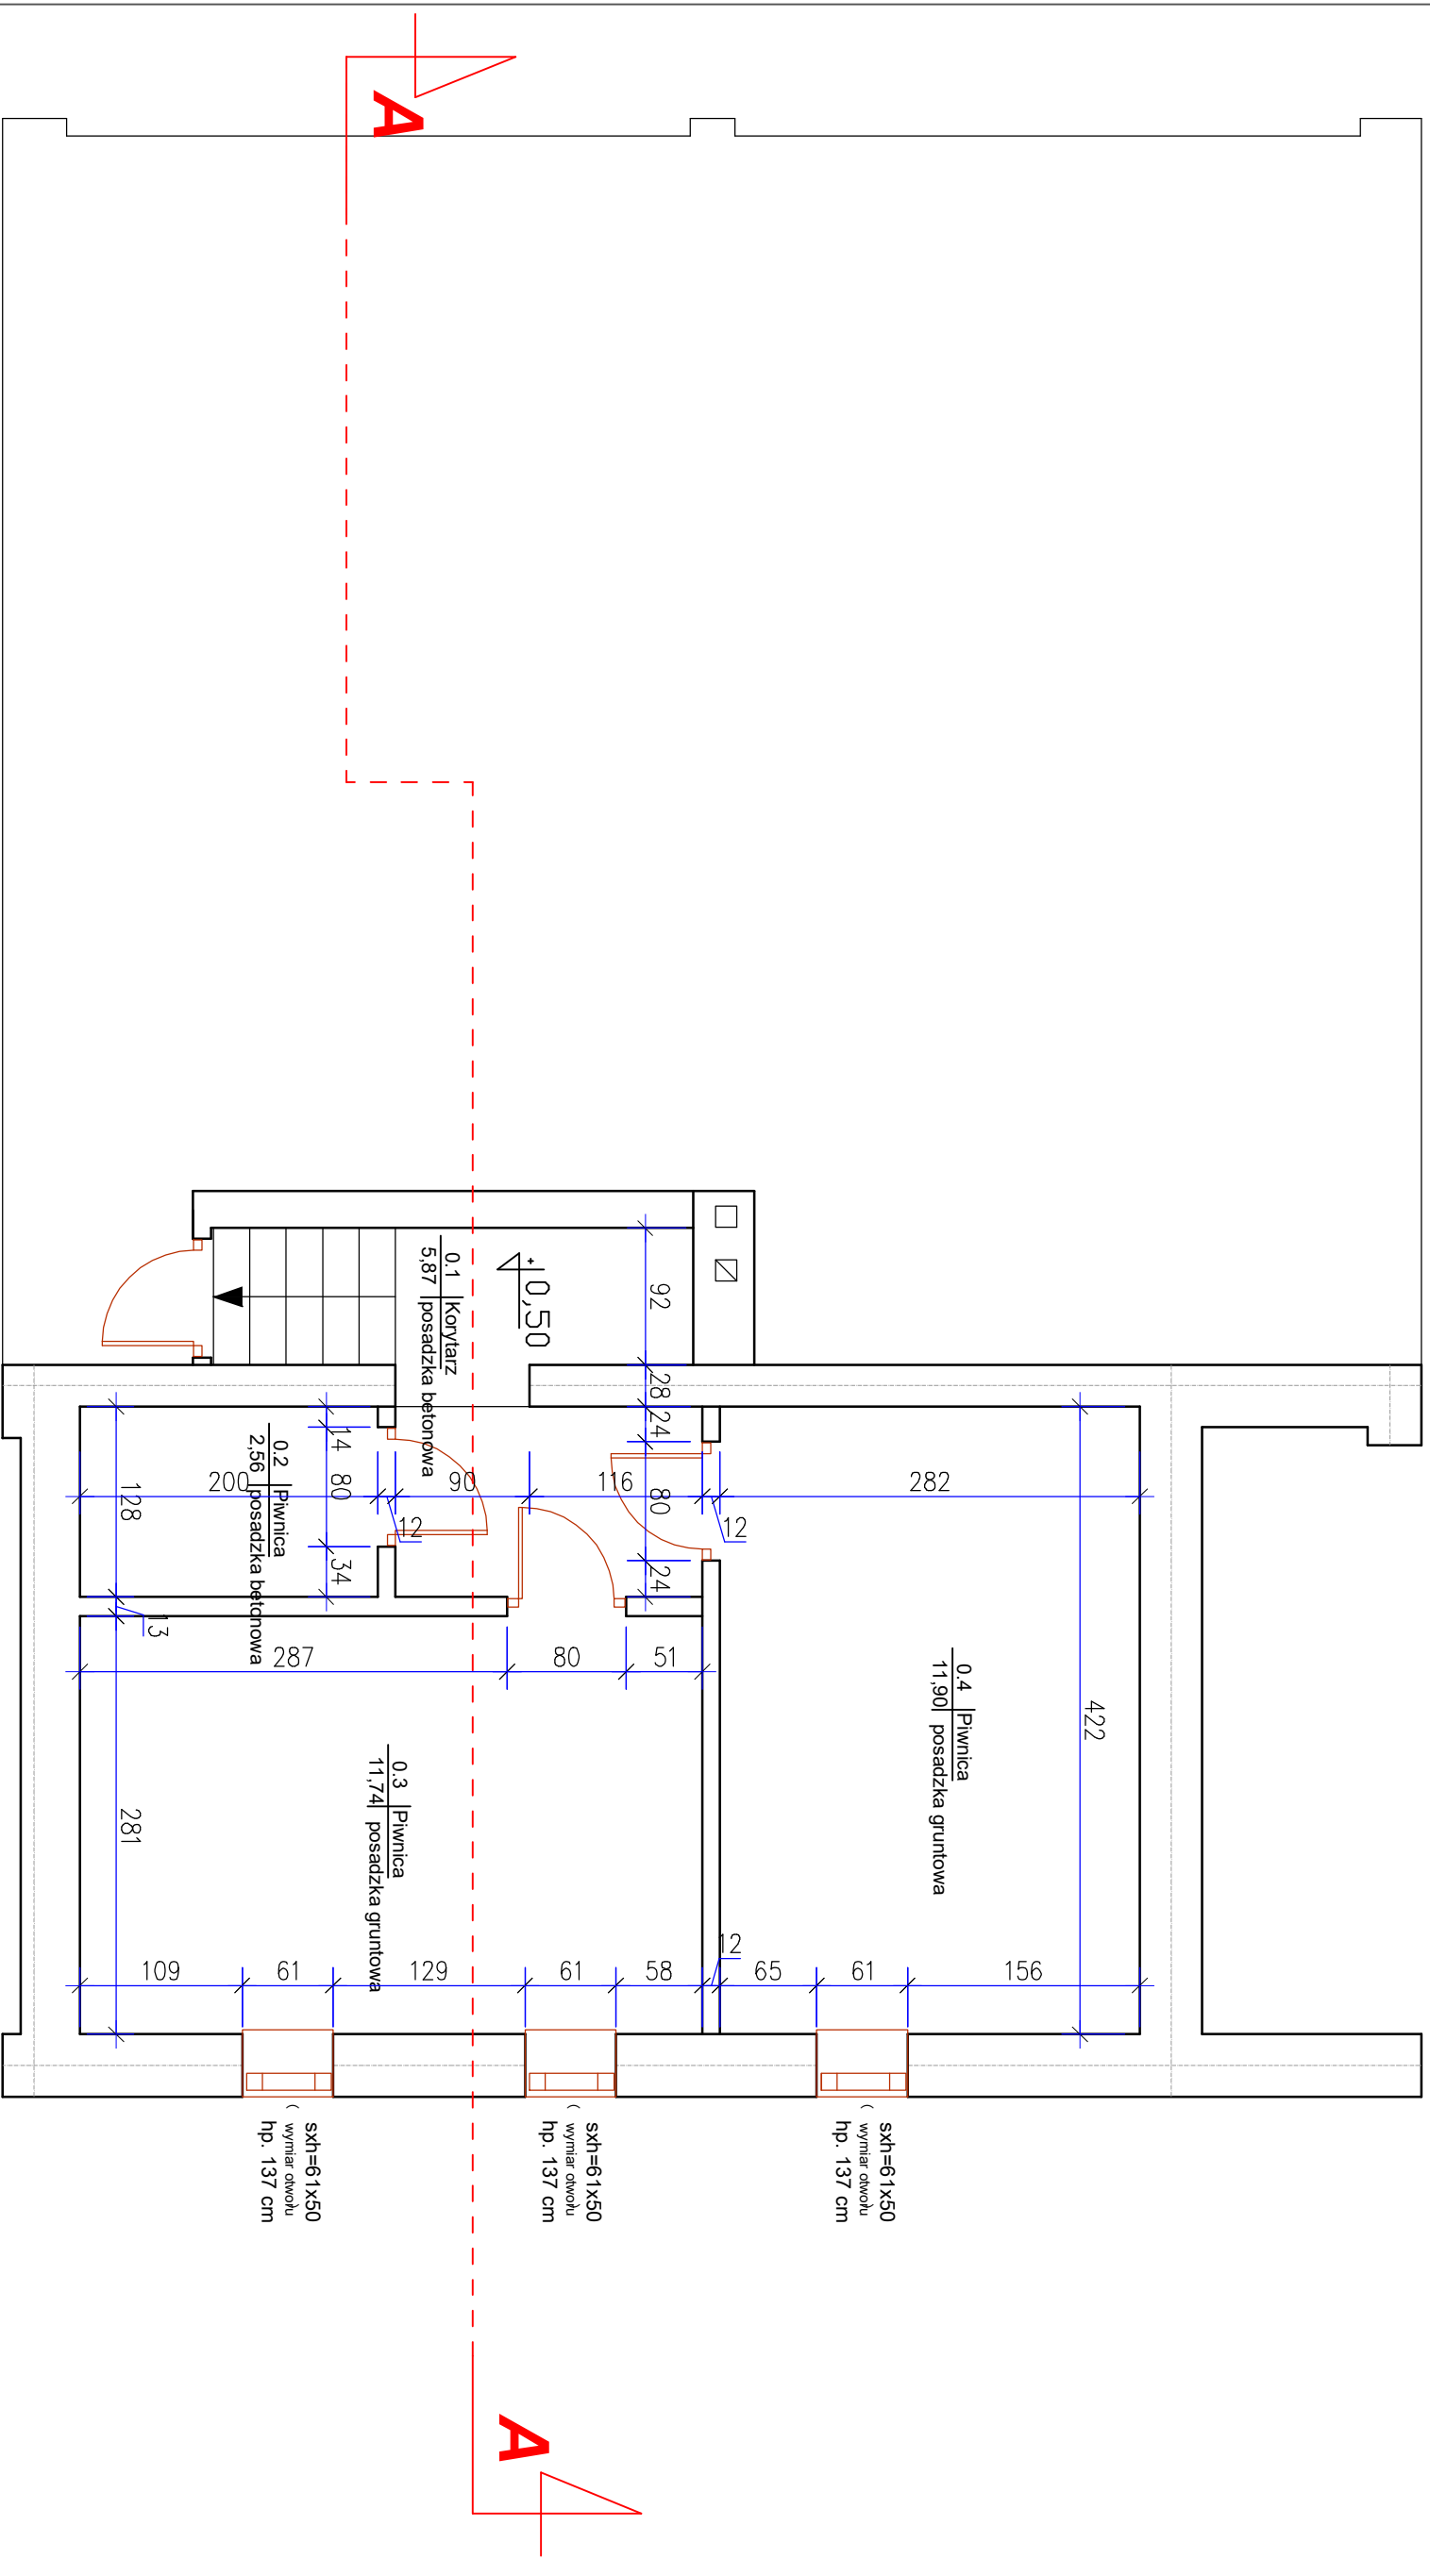 A
0.1 Korytarz
5,87 posadzka betonowa
+0,50
92
28
24
80
24
14
80
34
200
12
90
116
12
282
128
13
281
422
0.2 Piwnica
2,56 posadzka betonowa
287
80
51
0.4 Piwnica
11,90 posadzka gruntowa
0.3 Piwnica
11,74 posadzka gruntowa
109
61
129
61
58
12
65
61
156
sxh=61x50
( wymiar otworu )
hp. 137 cm
sxh=61x50
( wymiar otworu )
hp. 137 cm
sxh=61x50
( wymiar otworu )
hp. 137 cm
A